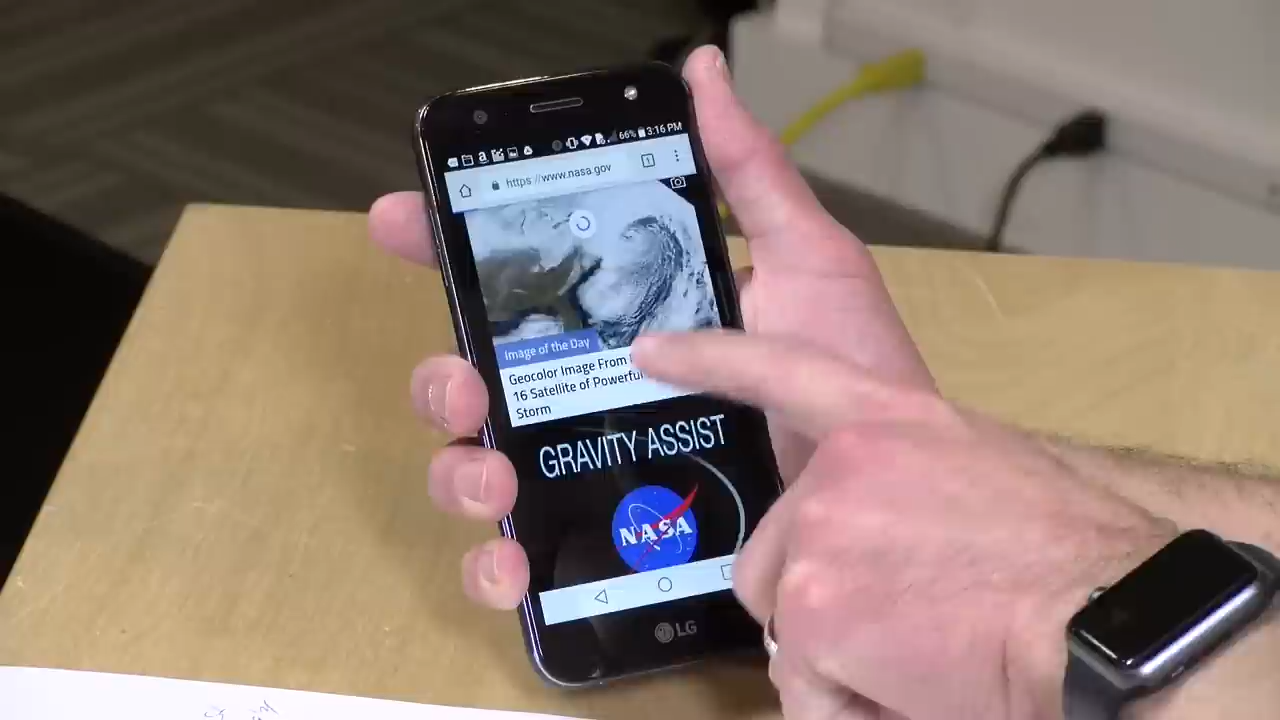 66% 3:16 PM
https://www.nasa.gov
1
Image of the Day
Geocolor Image From
16 Satellite of Powerful
Storm
GRAVITY ASSIST
NASA
LG